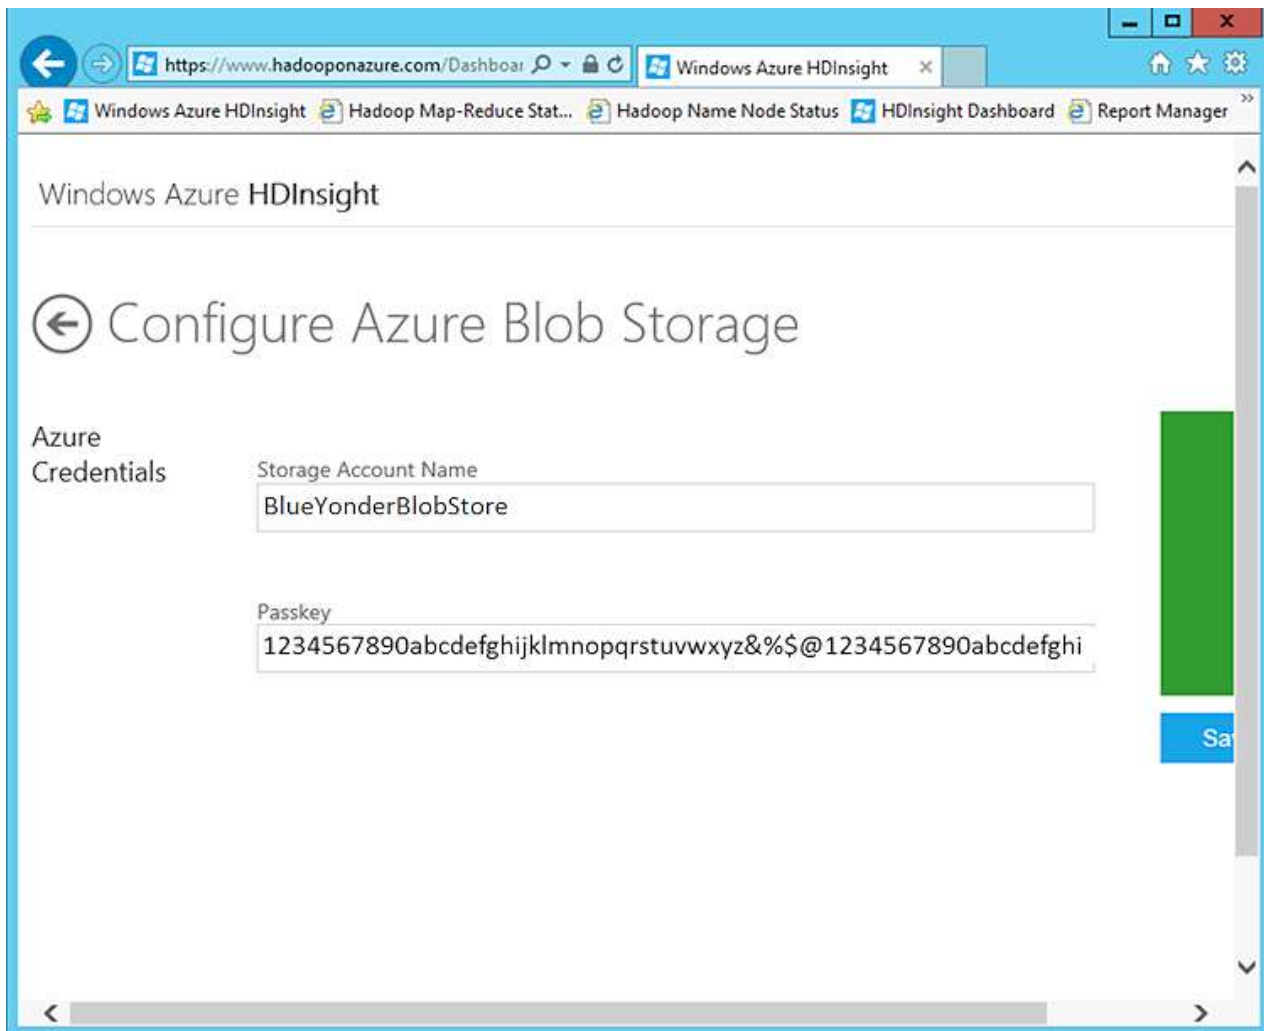 https://www.hadooponazure.com/Dashboar
Windows Azure HDInsight
Windows Azure HDInsight Hadoop Map-Reduce Stat... Hadoop Name Node Status HDInsight Dashboard Report Manager
Windows Azure HDInsight
Configure Azure Blob Storage
Azure
Credentials
Storage Account Name
BlueYonderBlobStore
Passkey
1234567890abcdefghijklmnopqrstuvwxyz&%$@1234567890abcdefghi
Sa